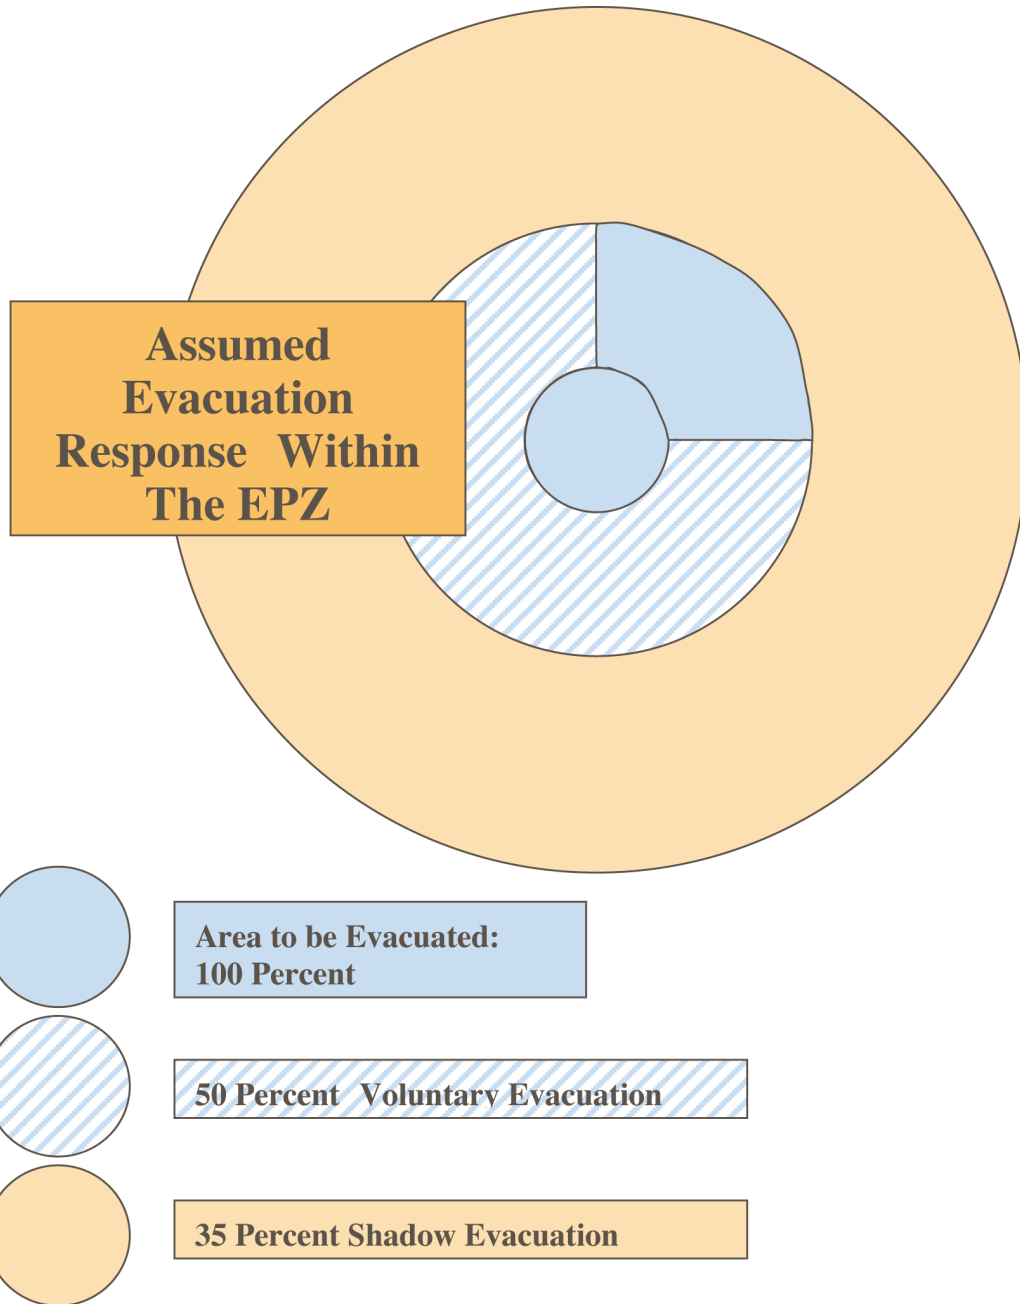 Assumed
Evacuation
Response Within
The EPZ
Area to be Evacuated:
100 Percent
50 Percent Voluntary Evacuation
35 Percent Shadow Evacuation